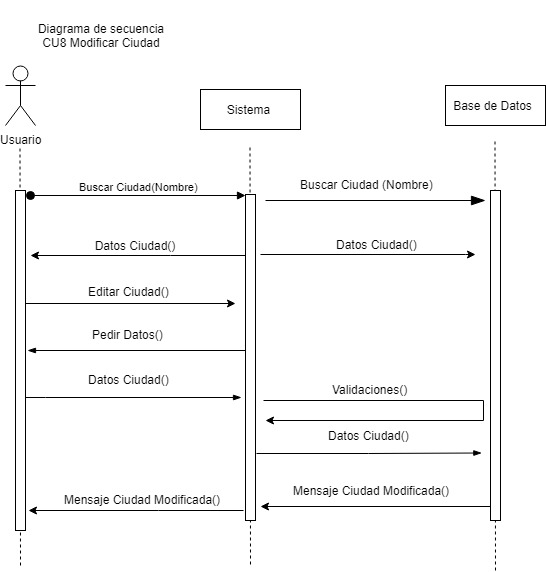 Diagrama de secuencia
CU8 Modificar Ciudad
Usuario
Sistema
Base de Datos
Buscar Ciudad(Nombre)
Buscar Ciudad (Nombre)
Datos Ciudad()
Datos Ciudad()
Editar Ciudad()
Pedir Datos()
Datos Ciudad()
Validaciones()
Datos Ciudad()
Mensaje Ciudad Modificada()
Mensaje Ciudad Modificada()